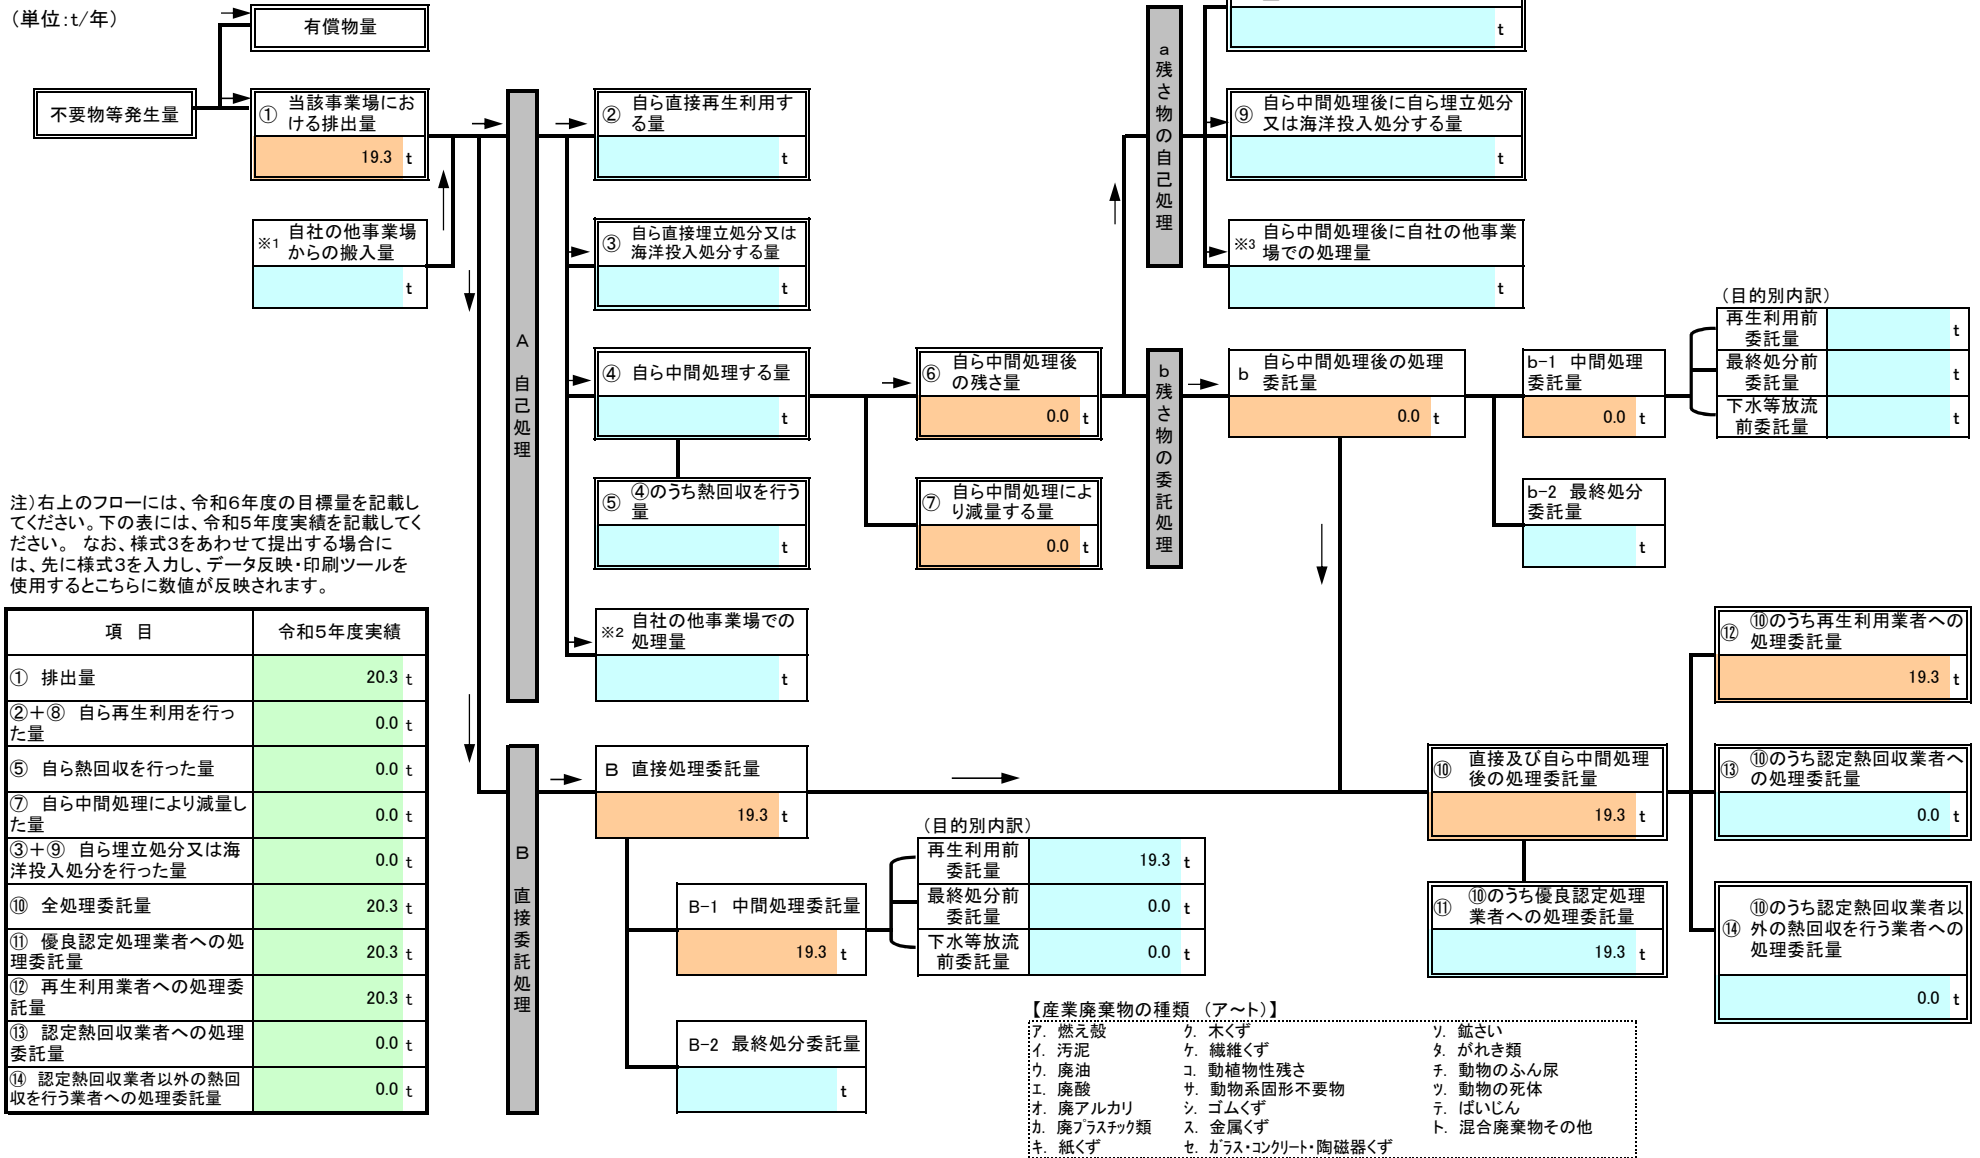 (単位:t/年)
有償物量
不要物等発生量
① 当該事業場にお
ける排出量
19.3 t
※1 自社の他事業場
からの搬入量
t
A 自己処理
② 自ら直接再生利用す
る量
t
③ 自ら直接埋立処分又は
海洋投入処分する量
t
④ 自ら中間処理する量
t
⑤ ④のうち熱回収を行う
量
t
※2 自社の他事業場での
処理量
t
⑥ 自ら中間処理後
の残さ量
0.0 t
⑦ 自ら中間処理によ
り減量する量
0.0 t
a 残さ物の自己処理
t
⑨ 自ら中間処理後に自ら埋立処分
又は海洋投入処分する量
t
※3 自ら中間処理後に自社の他事業
場での処理量
t
b 残さ物の委託処理
b 自ら中間処理後の処理
委託量
0.0 t
b-1 中間処理
委託量
0.0 t
b-2 最終処分
委託量
t
(目的別内訳)
再生利用前
委託量
t
最終処分前
委託量
t
下水等放流
前委託量
t
注)右上のフローには、令和6年度の目標量を記載し
てください。下の表には、令和5年度実績を記載してく
ださい。 なお、様式3をあわせて提出する場合に
は、先に様式3を入力し、データ反映・印刷ツールを
使用するとこちらに数値が反映されます。
項 目 令和5年度実績
① 排出量 20.3 t
②+⑧ 自ら再生利用を行っ
た量 0.0 t
⑤ 自ら熱回収を行った量 0.0 t
⑦ 自ら中間処理により減量し
た量 0.0 t
③+⑨ 自ら埋立処分又は海
洋投入処分を行った量 0.0 t
⑩ 全処理委託量 20.3 t
⑪ 優良認定処理業者への処
理委託量 20.3 t
⑫ 再生利用業者への処理委
託量 20.3 t
⑬ 認定熱回収業者への処理
委託量 0.0 t
⑭ 認定熱回収業者以外の熱回
収を行う業者への処理委託量 0.0 t
B 直接委託処理
B 直接処理委託量
19.3 t
B-1 中間処理委託量
19.3 t
B-2 最終処分委託量
t
(目的別内訳)
再生利用前
委託量
19.3 t
最終処分前
委託量
0.0 t
下水等放流
前委託量
0.0 t
⑩ 直接及び自ら中間処理
後の処理委託量
19.3 t
⑪ ⑩のうち優良認定処理
業者への処理委託量
19.3 t
⑫ ⑩のうち再生利用業者への
処理委託量
19.3 t
⑬ ⑩のうち認定熱回収業者へ
の処理委託量
0.0 t
⑭ ⑩のうち認定熱回収業者以
外の熱回収を行う業者への
処理委託量
0.0 t
【産業廃棄物の種類 (ア~ト)】
ア. 燃え殻 ク. 木くず ソ. 鉱さい
イ. 汚泥 ケ. 繊維くず タ. がれき類
ウ. 廃油 コ. 動植物性残さ チ. 動物のふん尿
エ. 廃酸 サ. 動物系固形不要物 ツ. 動物の死体
オ. 廃アルカリ シ. ゴムくず テ. ばいじん
カ. 廃プラスチック類 ス. 金属くず ト. 混合廃棄物その他
キ. 紙くず セ. ガラス・コンクリート・陶磁器くず